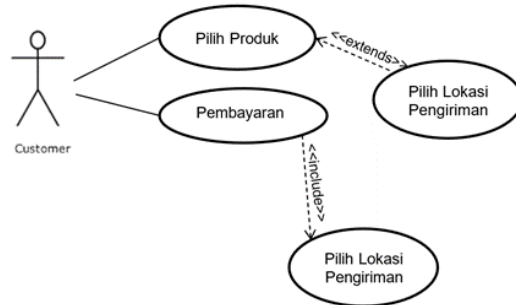 Pilih Produk
<<extends>>
Pilih Lokasi
Pengiriman
Pembayaran
Customer
<<include>>
Pilih Lokasi
Pengiriman